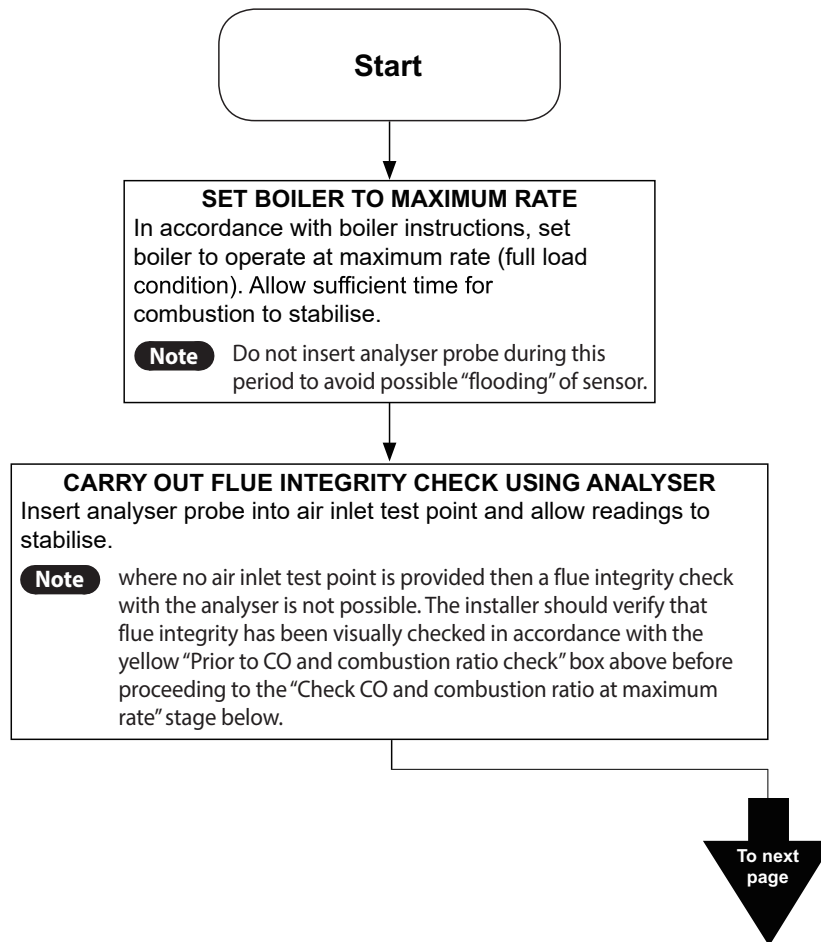 Start
SET BOILER TO MAXIMUM RATE
In accordance with boiler instructions, set
boiler to operate at maximum rate (full load
condition). Allow sufficient time for
combustion to stabilise.
Note Do not insert analyser probe during this
period to avoid possible “flooding” of sensor.
CARRY OUT FLUE INTEGRITY CHECK USING ANALYSER
Insert analyser probe into air inlet test point and allow readings to
stabilise.
Note where no air inlet test point is provided then a flue integrity check
with the analyser is not possible. The installer should verify that
flue integrity has been visually checked in accordance with the
yellow “Prior to CO and combustion ratio check” box above before
proceeding to the “Check CO and combustion ratio at maximum
rate” stage below.
To next
page